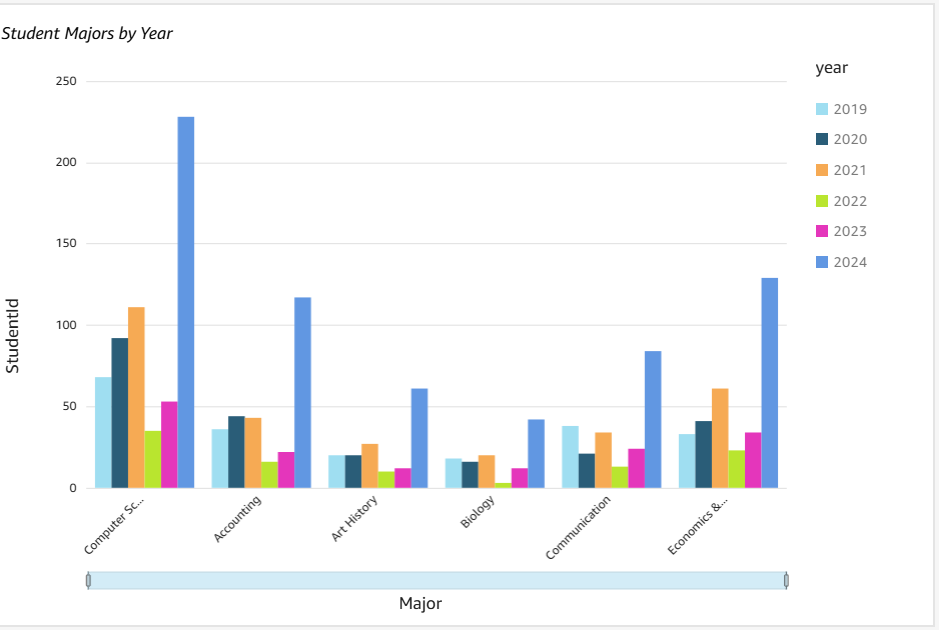 Student Majors by Year
year
2019
2020
2021
2022
2023
2024
250
200
150
100
50
0
StudentId
Computer Sc...
Accounting
Art History
Biology
Communication
Economics &...
Major